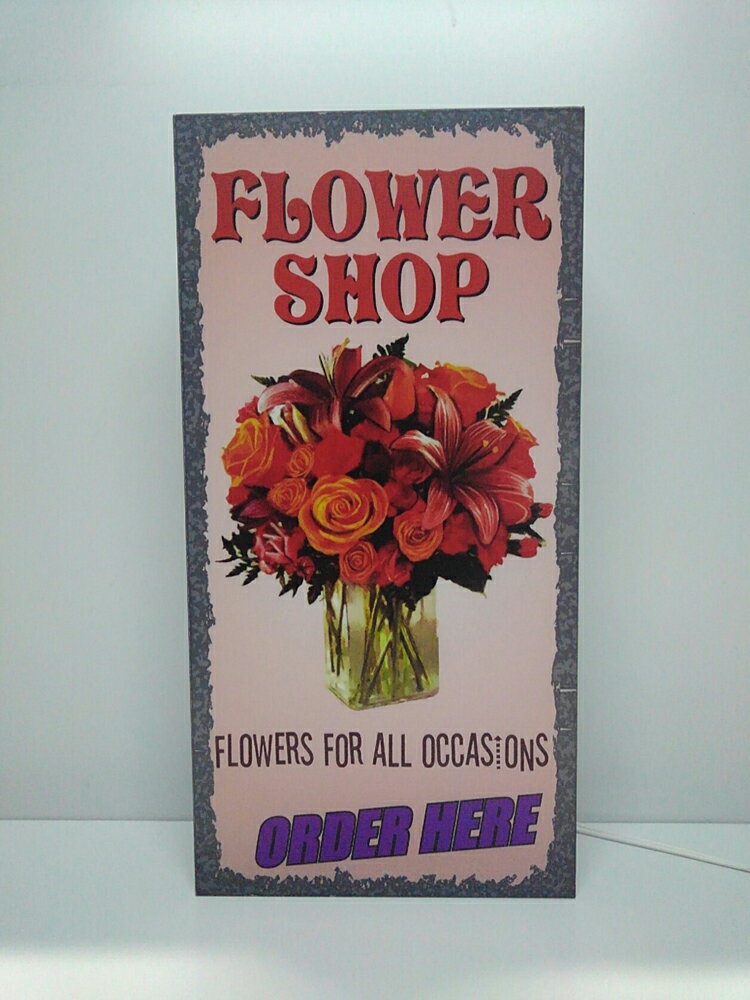 FLOWER
SHOP
FLOWERS FOR ALL OCCASIONS
ORDER HERE